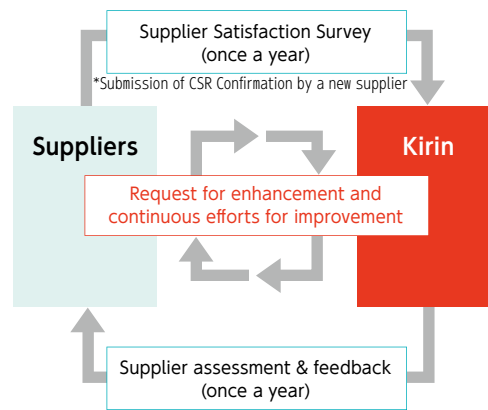 Supplier Satisfaction Survey
(once a year)
*Submission of CSR Confirmation by a new supplier
Suppliers
Kirin
Request for enhancement and
continuous efforts for improvement
Supplier assessment & feedback
(once a year)